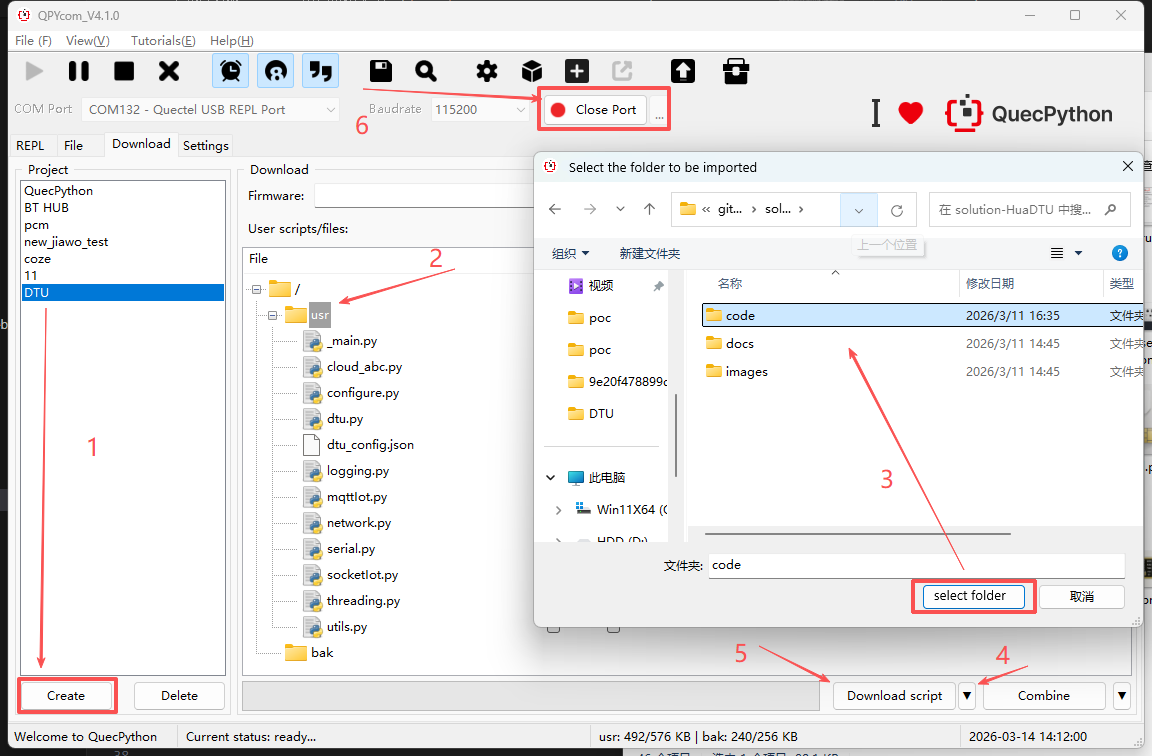 QPYcom_V4.1.0
File (F) View(V) Tutorials(E) Help(H)
COM Port COM132 - Quectel USB REPL Port Baudrate 115200 Close Port ...
6
QuecPython
REPL File Download Settings
Project
QuecPython
BT HUB
pcm
new_jiawo_test
coze
11
DTU
1
Create Delete
Download
Firmware:
User scripts/files:
File
2
/
usr
_main.py
cloud_abc.py
configure.py
dtu.py
dtu_config.json
logging.py
mqttIot.py
network.py
serial.py
socketIot.py
threading.py
utils.py
bak
Select the folder to be imported
« git... › sol... › 在 solution-HuaDTU 中搜...
上一个位置
组织 新建文件夹
名称 修改日期 类型
视频
poc
poc
9e20f478899c
DTU
此电脑
Win11X64 (C
HDD (D:)
code 2026/3/11 16:35 文件夹
docs 2026/3/11 14:45 文件夹
images 2026/3/11 14:45 文件夹
3
文件夹: code
select folder 取消
5
4
Download script Combine
Welcome to QuecPython Current status: ready... usr: 492/576 KB | bak: 240/256 KB 2026-03-14 14:12:00